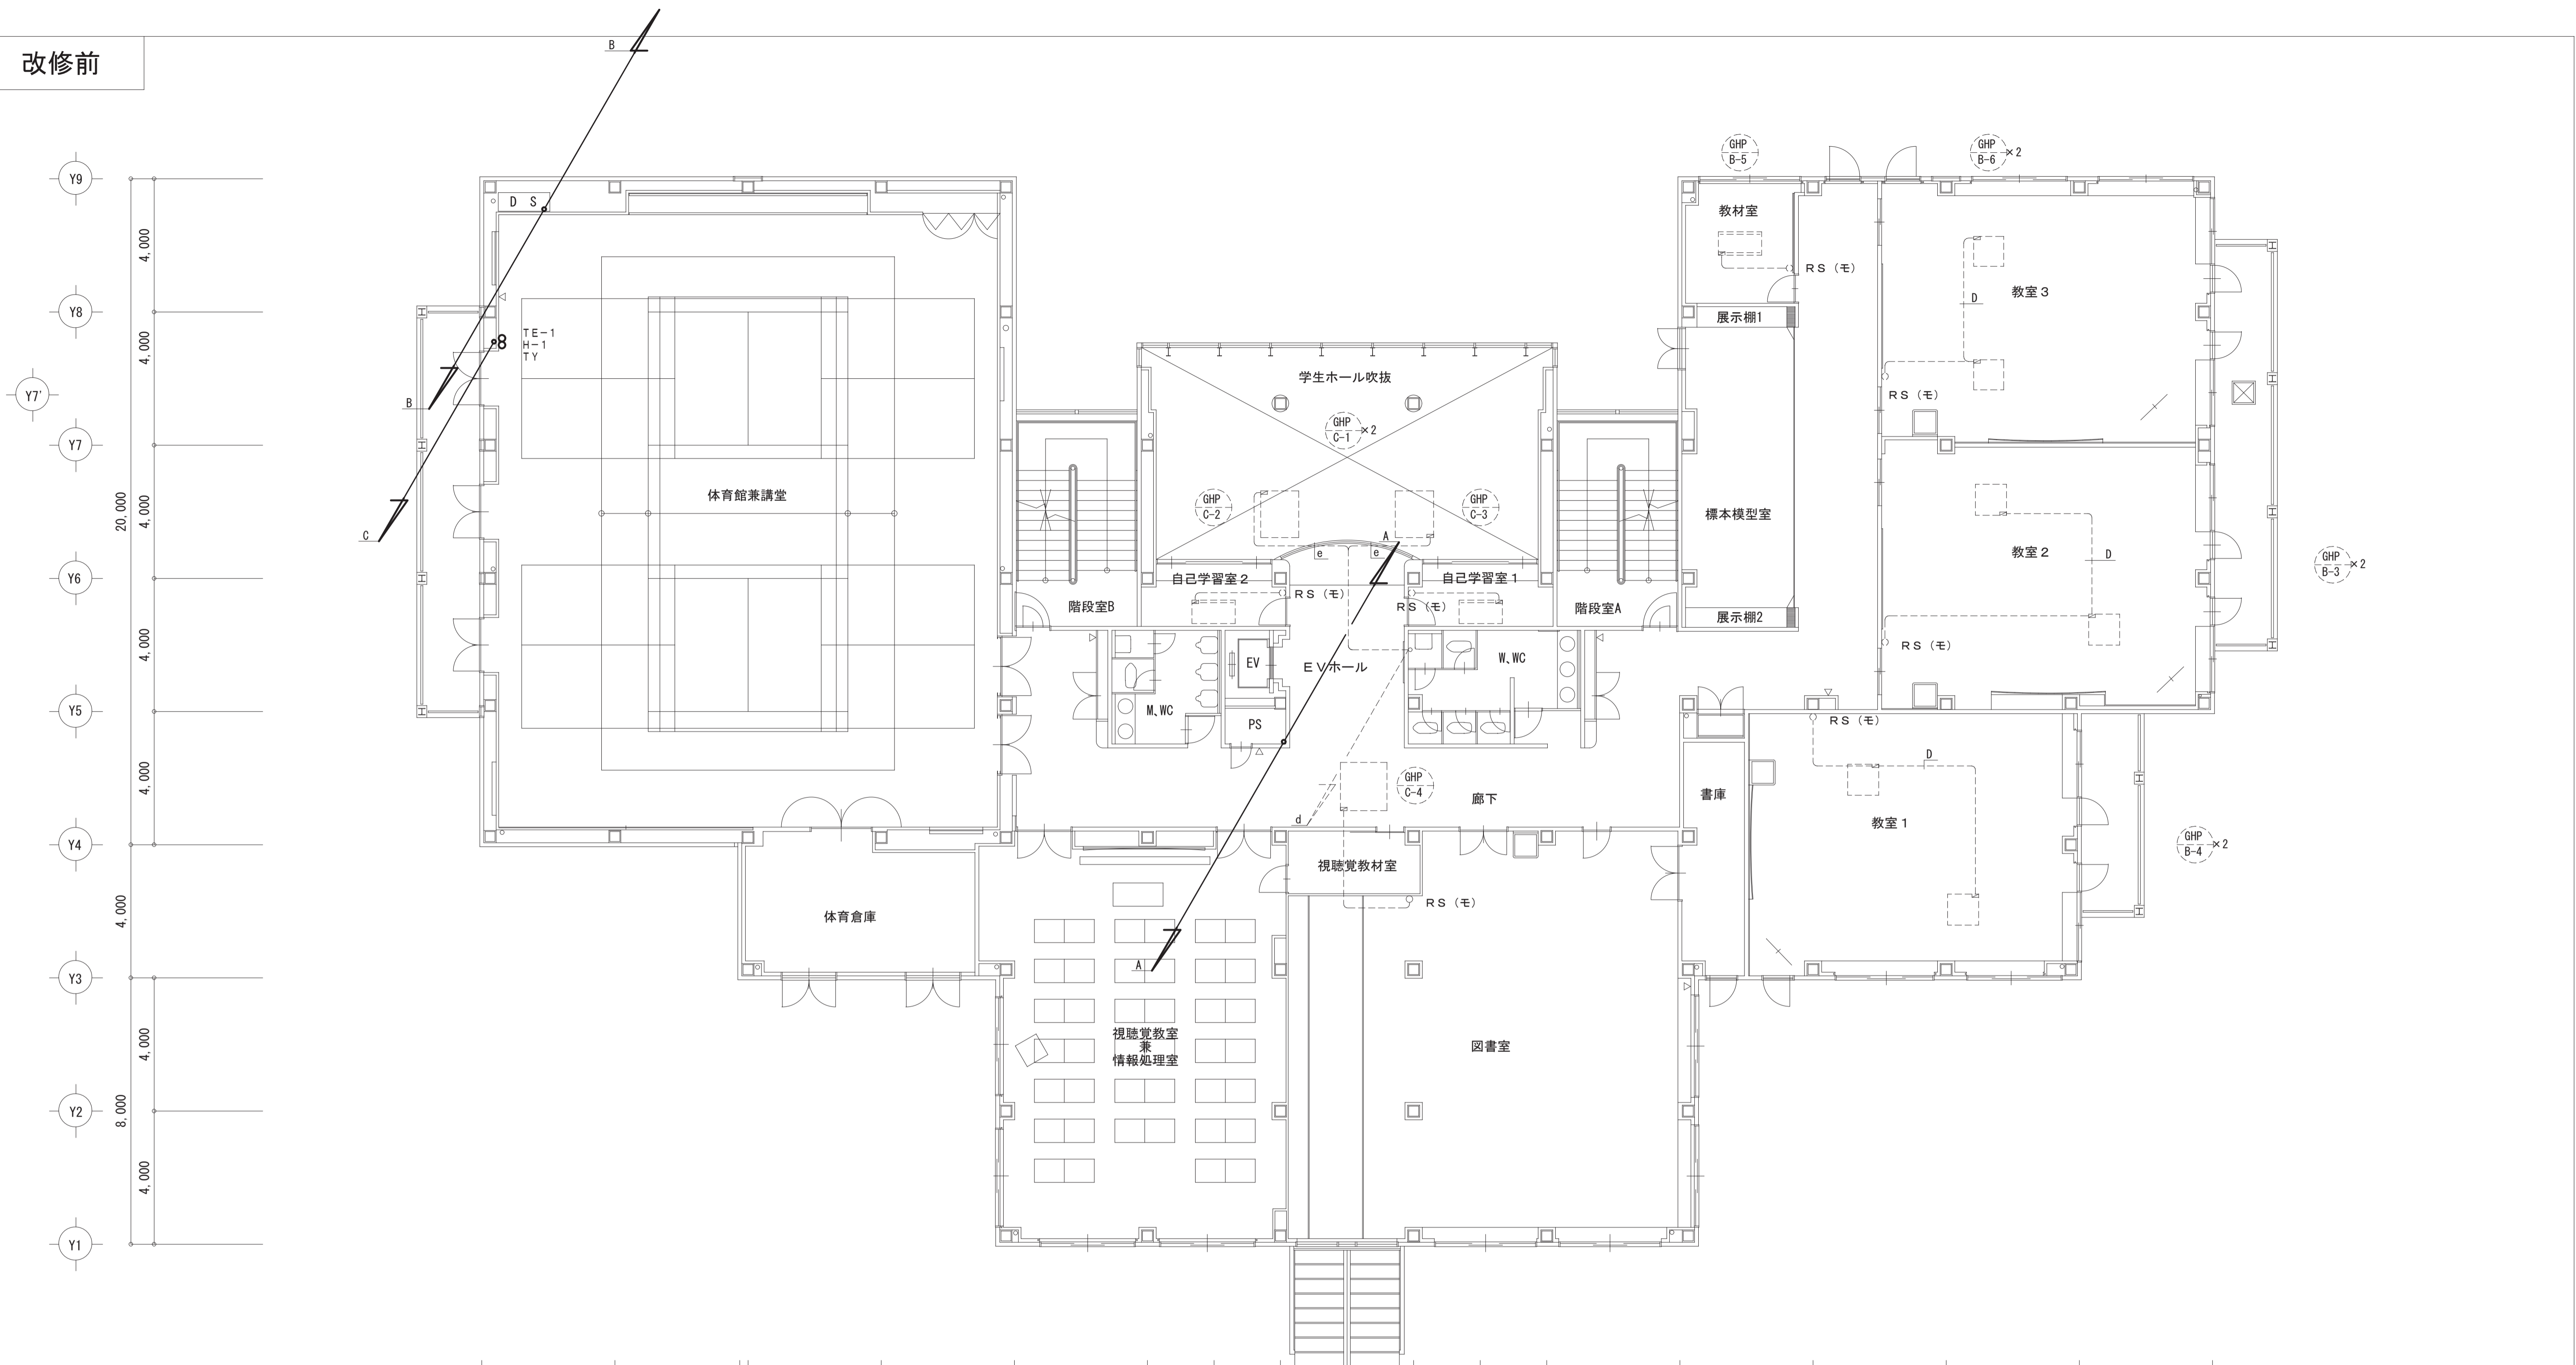 改修前
B
Y9
Y8
Y7'
Y7
Y6
Y5
Y4
Y3
Y2
Y1
4,000
4,000
20,000
4,000
4,000
4,000
4,000
4,000
8,000
4,000
D S
TE-1
H-1
TY
B
C
体育館兼講堂
体育倉庫
階段室B
学生ホール吹抜
GHP
C-1
×2
GHP
C-2
GHP
C-3
A
e
e
自己学習室2
自己学習室1
RS (モ)
RS (モ)
階段室A
EV
EVホール
M、WC
PS
W、WC
GHP
C-4
d
廊下
視聴覚教材室
RS (モ)
A
視聴覚教室
兼
情報処理室
図書室
書庫
GHP
B-5
GHP
B-6
×2
教材室
RS (モ)
展示棚1
標本模型室
展示棚2
教室3
D
RS (モ)
教室2
D
RS (モ)
GHP
B-3
×2
RS (モ)
D
教室1
GHP
B-4
×2